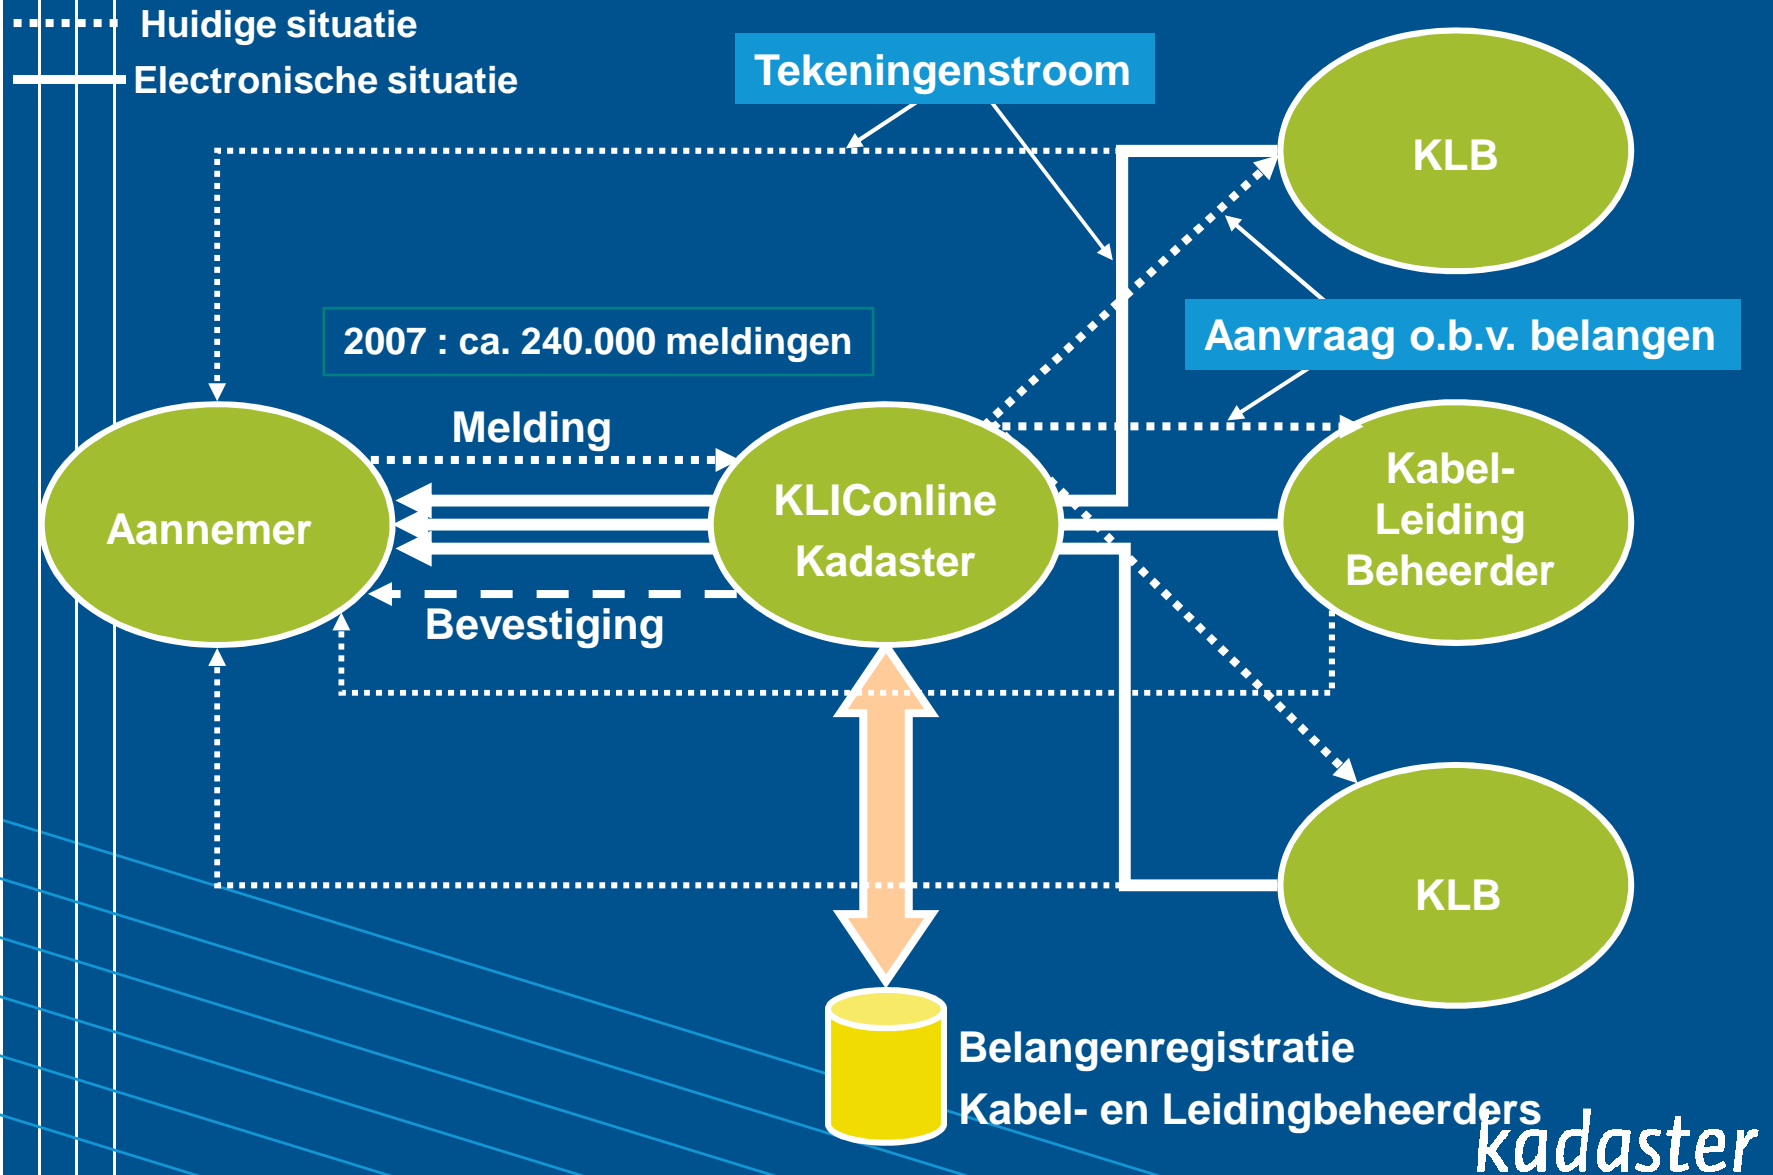 Huidige situatie
Electronische situatie
Tekeningenstroom
KLB
2007 : ca. 240.000 meldingen
Aanvraag o.b.v. belangen
Melding
Aannemer
KLIConline
Kadaster
Kabel-
Leiding
Beheerder
Bevestiging
KLB
Belangenregistratie
Kabel- en Leidingbeheerders
kadaster